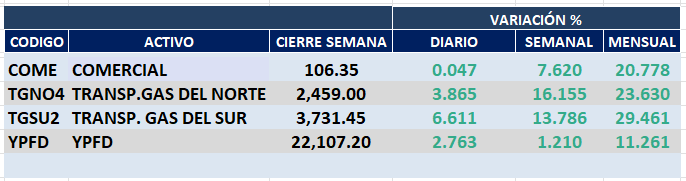 VARIACIÓN %
CODIGO ACTIVO CIERRE SEMANA DIARIO SEMANAL MENSUAL
COME COMERCIAL 106.35 0.047 7.620 20.778
TGNO4 TRANSP.GAS DEL NORTE 2,459.00 3.865 16.155 23.630
TGSU2 TRANSP. GAS DEL SUR 3,731.45 6.611 13.786 29.461
YPFD YPFD 22,107.20 2.763 1.210 11.261